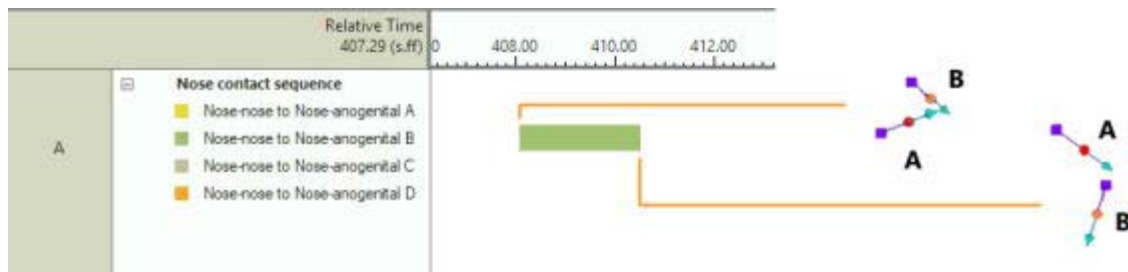 Relative Time
407.29 (s.ff)
0 408.00 410.00 412.00
Nose contact sequence
Nose-nose to Nose-anogenital A
Nose-nose to Nose-anogenital B
Nose-nose to Nose-anogenital C
Nose-nose to Nose-anogenital D
A
B
A
A
B